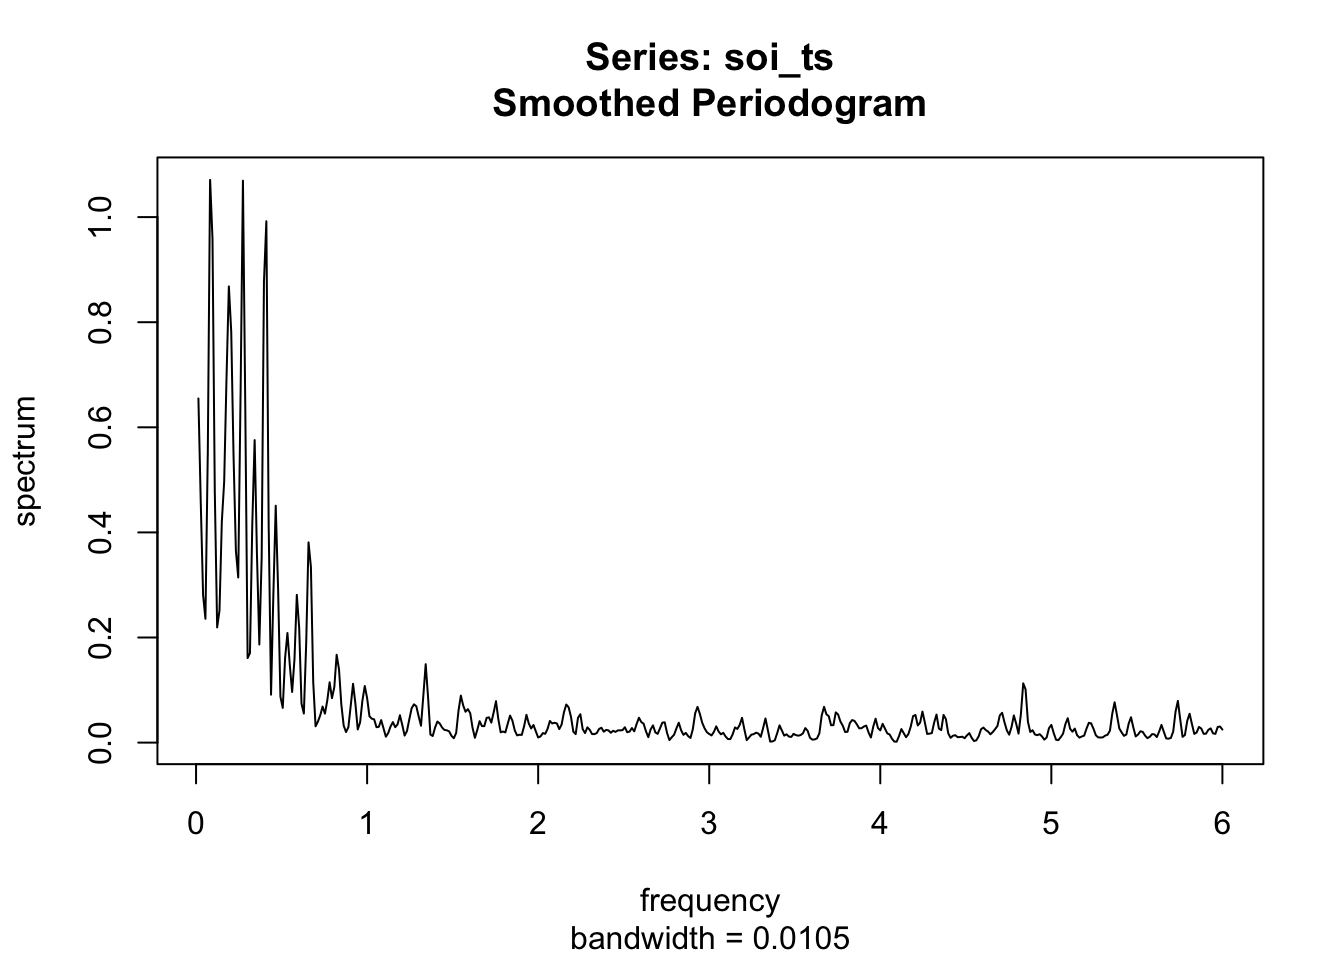 Series: soi_ts
Smoothed Periodogram
spectrum
1.0
0.8
0.6
0.4
0.2
0.0
0 1 2 3 4 5 6
frequency
bandwidth = 0.0105